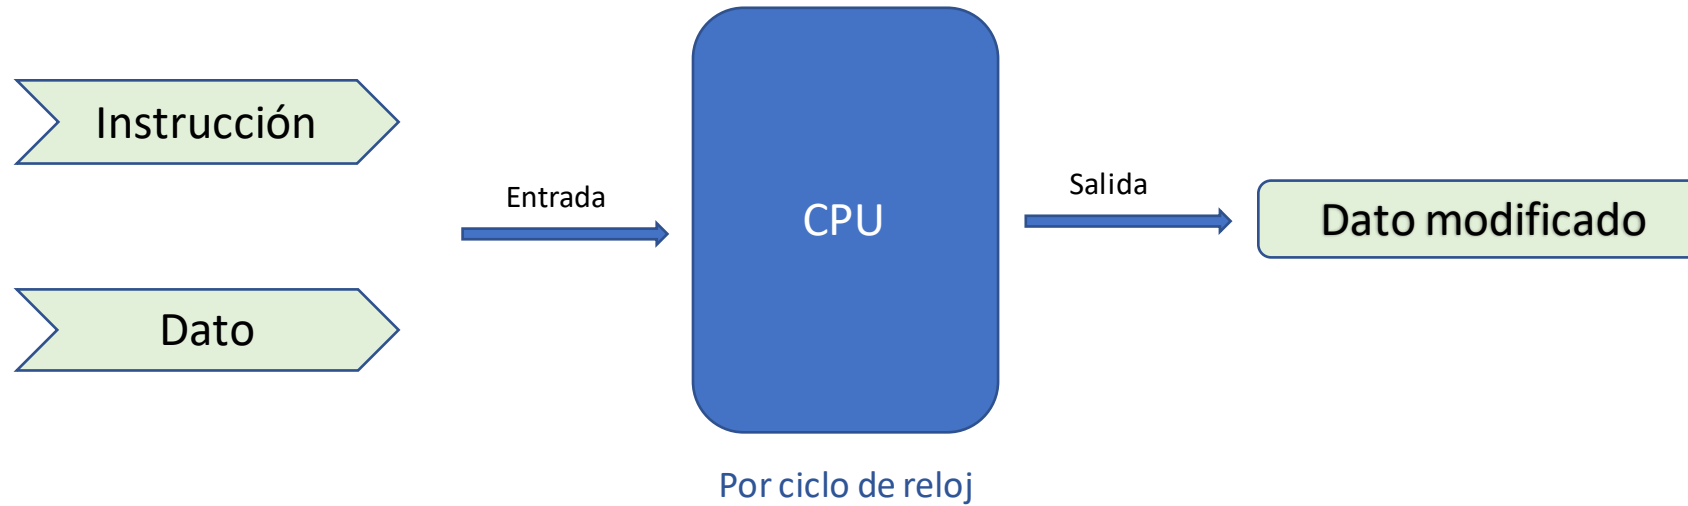 Instrucción
Dato
Entrada
CPU
Por ciclo de reloj
Salida
Dato modificado